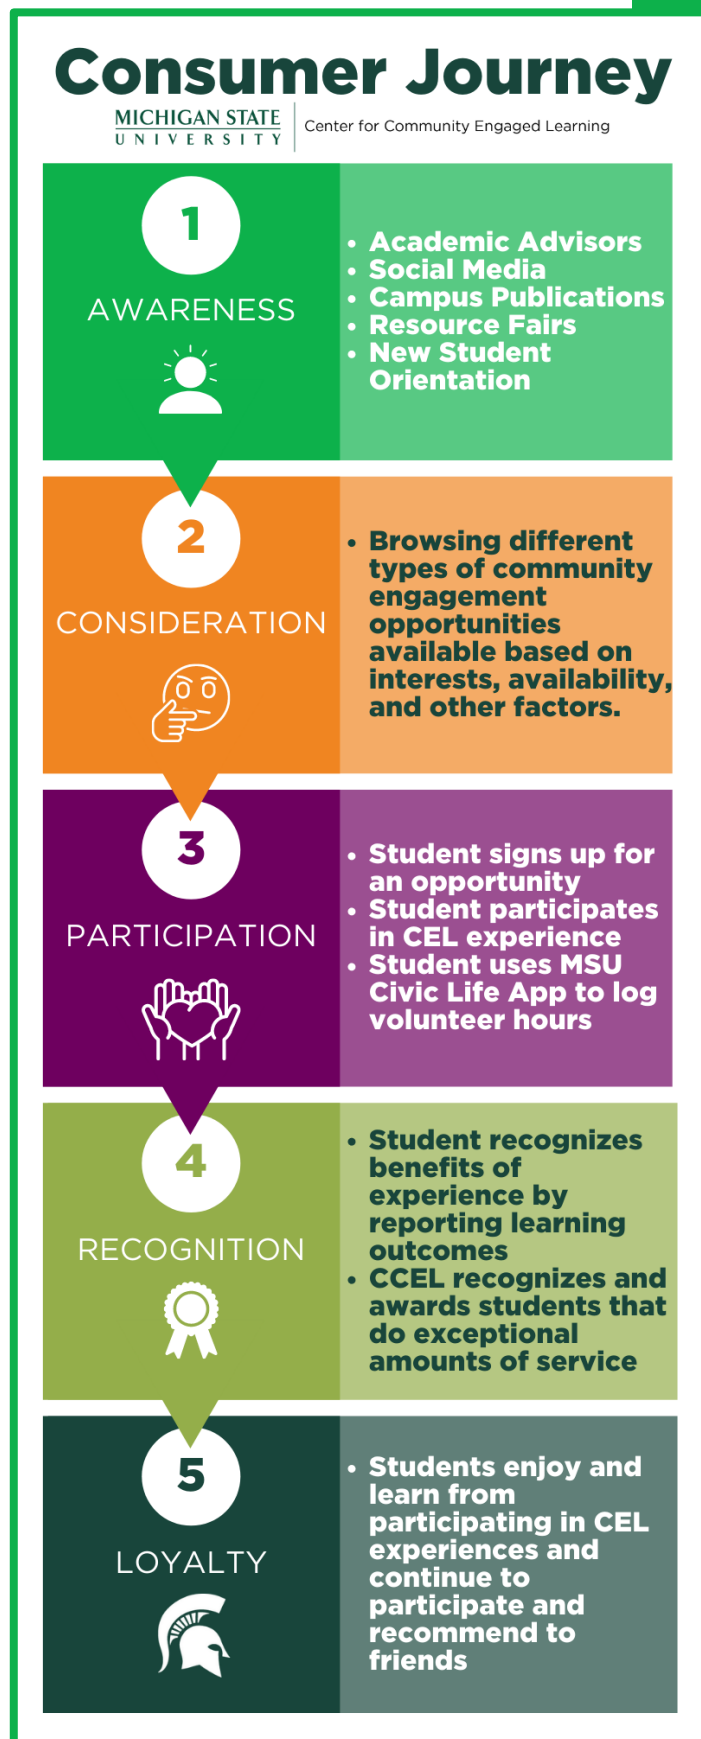 Consumer Journey
MICHIGAN STATE
UNIVERSITY
Center for Community Engaged Learning
1
AWARENESS
• Academic Advisors
• Social Media
• Campus Publications
• Resource Fairs
• New Student
Orientation
2
CONSIDERATION
• Browsing different
types of community
engagement
opportunities
available based on
interests, availability,
and other factors.
3
PARTICIPATION
• Student signs up for
an opportunity
• Student participates
in CEL experience
• Student uses MSU
Civic Life App to log
volunteer hours
4
RECOGNITION
• Student recognizes
benefits of
experience by
reporting learning
outcomes
• CCEL recognizes and
awards students that
do exceptional
amounts of service
5
LOYALTY
• Students enjoy and
learn from
participating in CEL
experiences and
continue to
participate and
recommend to
friends